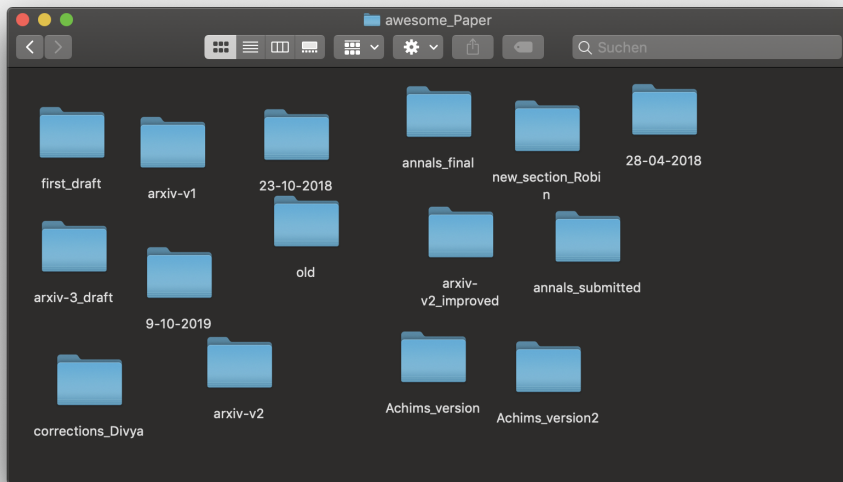 awesome_Paper
Suchen
first_draft
arxiv-v1
23-10-2018
annals_final
new_section_Robi
n
28-04-2018
arxiv-3_draft
9-10-2019
old
arxiv-
v2_improved
annals_submitted
corrections_Divya
arxiv-v2
Achims_version
Achims_version2